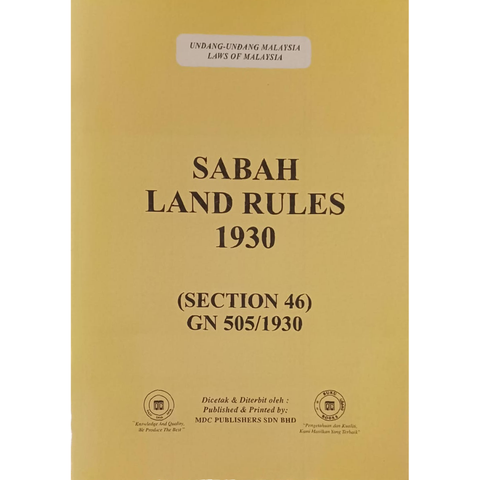 UNDANG-UNDANG MALAYSIA
LAWS OF MALAYSIA
SABAH
LAND RULES
1930
(SECTION 46)
GN 505/1930
Dicetak & Diterbit oleh :
Published & Printed by;
MDC PUBLISHERS SDN BHD
"Knowledge And Quality,
We Produce The Best"
"Pengetahuan dan Kualiti,
Kami Hasilkan Yang Terbaik"